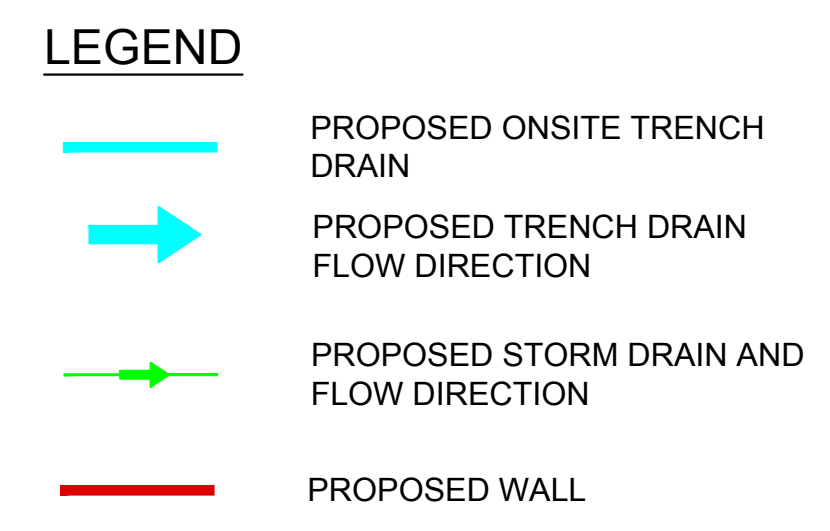 LEGEND
PROPOSED ONSITE TRENCH
DRAIN
PROPOSED TRENCH DRAIN
FLOW DIRECTION
PROPOSED STORM DRAIN AND
FLOW DIRECTION
PROPOSED WALL